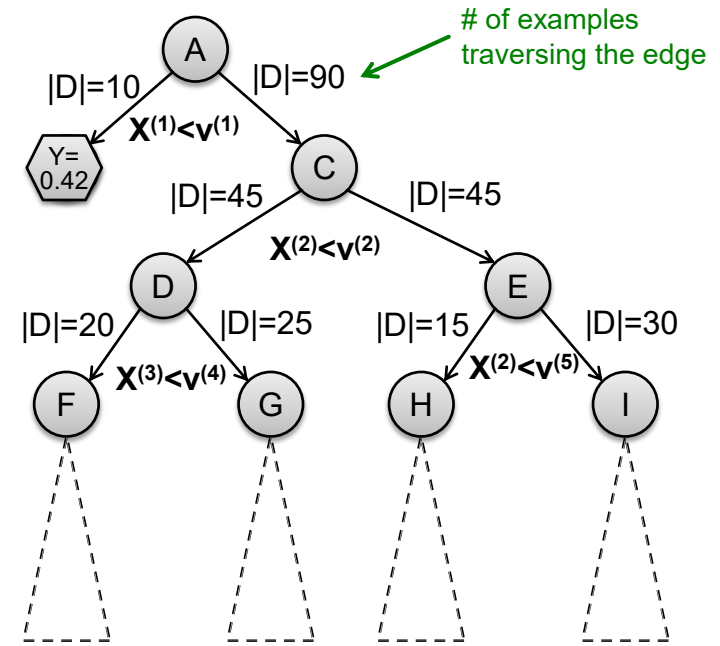 # of examples
traversing the edge
A
|D|=10
|D|=90
X(1)<v(1)
Y=
0.42
C
|D|=45
|D|=45
X(2)<v(2)
D
E
|D|=20
|D|=25
|D|=15
|D|=30
X(3)<v(4)
X(2)<v(5)
F
G
H
I